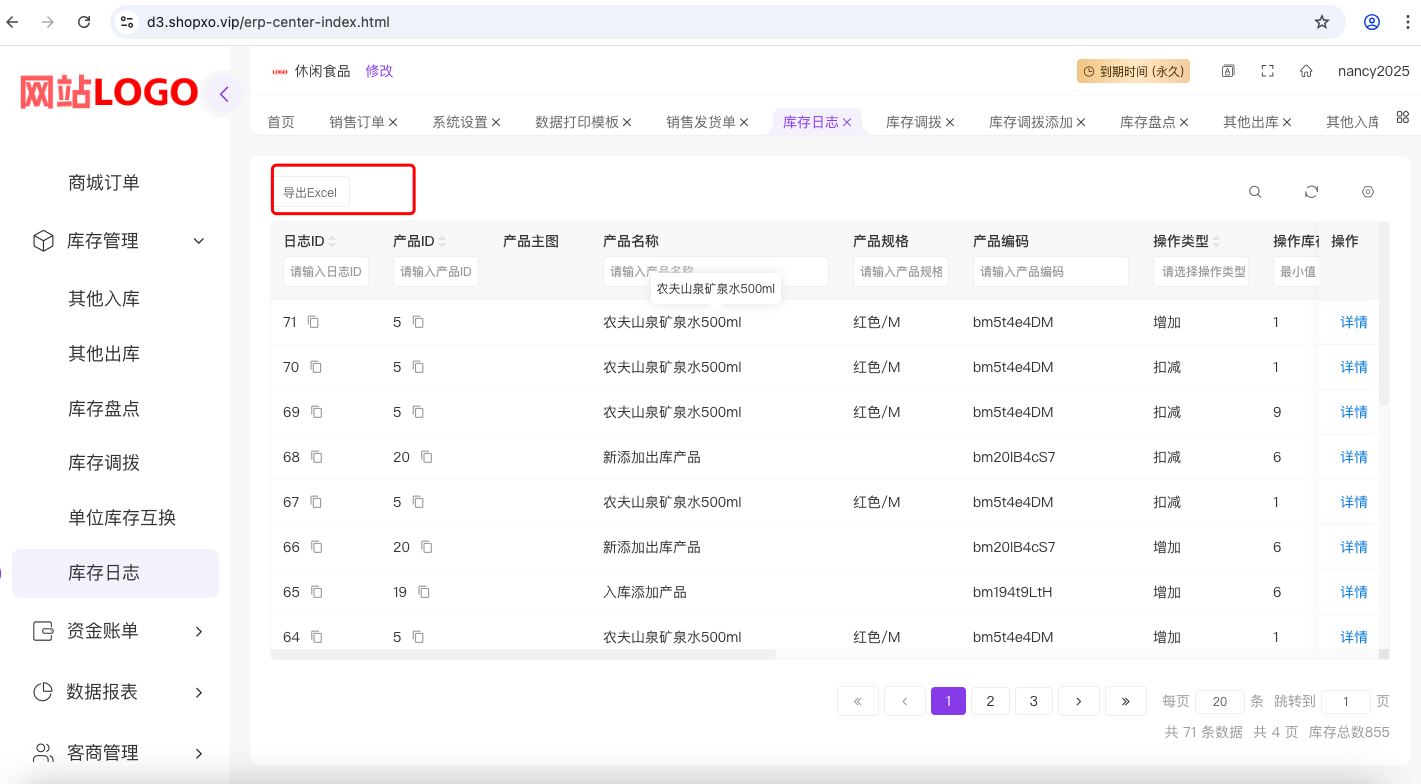 d3.shopxo.vip/erp-center-index.html
网站LOGO
LOGO 休闲食品 修改 到期时间 (永久) nancy2025
首页 销售订单 系统设置 数据打印模板 销售发货单 库存日志 库存调拨 库存调拨添加 库存盘点 其他出库 其他入库
商城订单
库存管理
其他入库
其他出库
库存盘点
库存调拨
单位库存互换
库存日志
资金账单
数据报表
客商管理
导出Excel
日志ID 产品ID 产品主图 产品名称 产品规格 产品编码 操作类型 操作库存 操作
请输入日志ID 请输入产品ID 请输入产品名称 请输入产品规格 请输入产品编码 请选择操作类型 最小值
农夫山泉矿泉水500ml
71 5 农夫山泉矿泉水500ml 红色/M bm5t4e4DM 增加 1 详情
70 5 农夫山泉矿泉水500ml 红色/M bm5t4e4DM 扣减 1 详情
69 5 农夫山泉矿泉水500ml 红色/M bm5t4e4DM 扣减 9 详情
68 20 新添加出库产品 bm20IB4cS7 扣减 6 详情
67 5 农夫山泉矿泉水500ml 红色/M bm5t4e4DM 扣减 1 详情
66 20 新添加出库产品 bm20IB4cS7 增加 6 详情
65 19 入库添加产品 bm194t9LtH 增加 6 详情
64 5 农夫山泉矿泉水500ml 红色/M bm5t4e4DM 增加 1 详情
« ‹ 1 2 3 › » 每页 20 条 跳转到 1 页
共 71 条数据 共 4 页 库存总数855